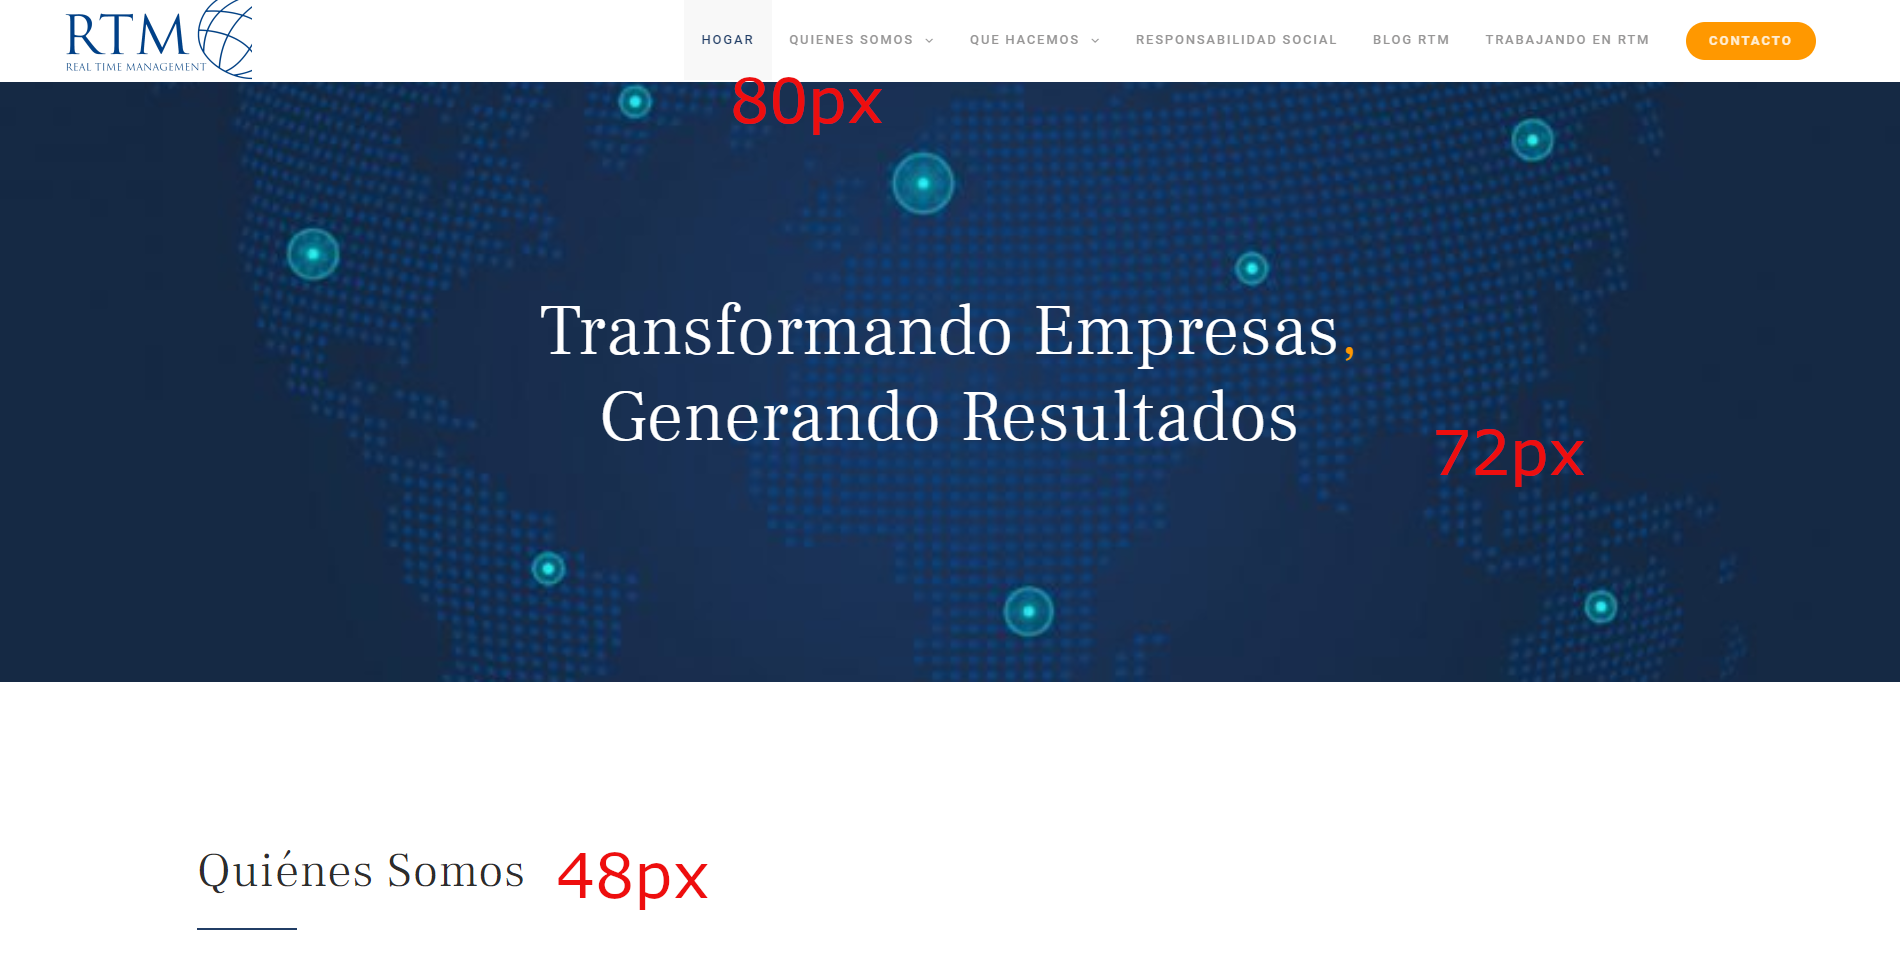 RTM
REAL TIME MANAGEMENT
HOGAR QUIENES SOMOS QUE HACEMOS RESPONSABILIDAD SOCIAL BLOG RTM TRABAJANDO EN RTM CONTACTO
80px
Transformando Empresas,
Generando Resultados
72px
Quiénes Somos 48px